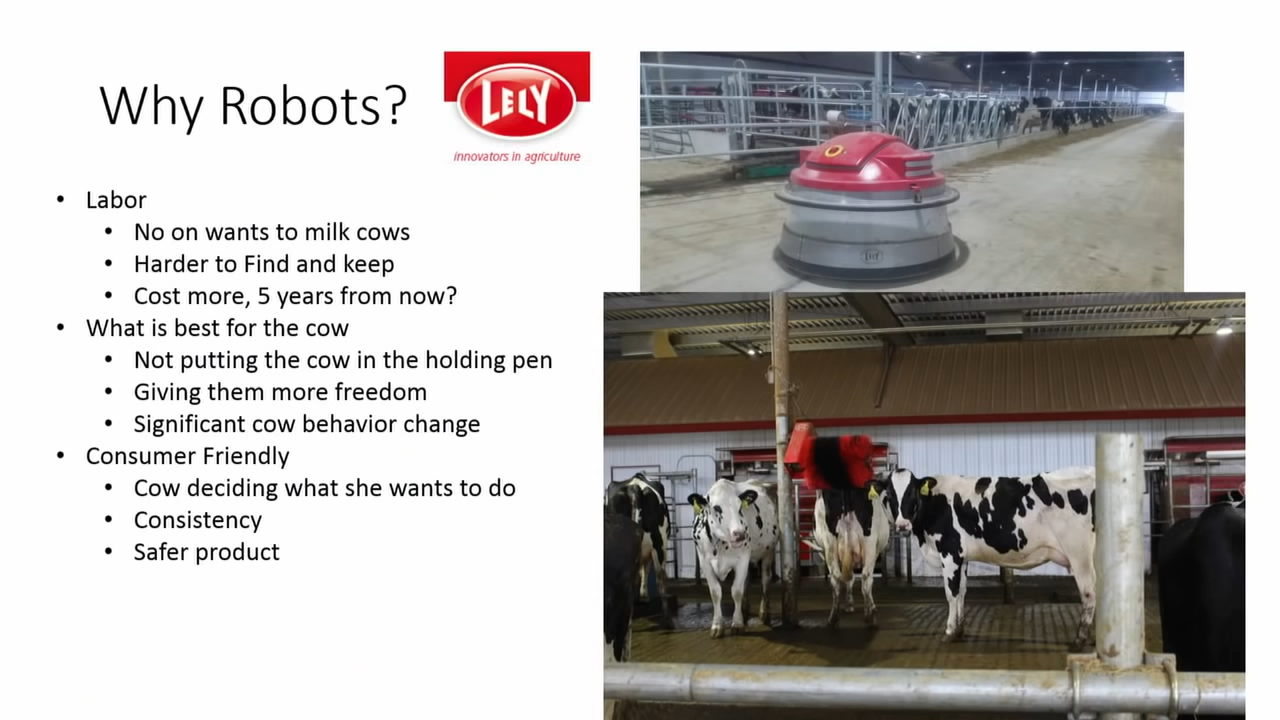 Why Robots?
LELY
innovators in agriculture
• Labor
• No on wants to milk cows
• Harder to Find and keep
• Cost more, 5 years from now?
• What is best for the cow
• Not putting the cow in the holding pen
• Giving them more freedom
• Significant cow behavior change
• Consumer Friendly
• Cow deciding what she wants to do
• Consistency
• Safer product
LELY